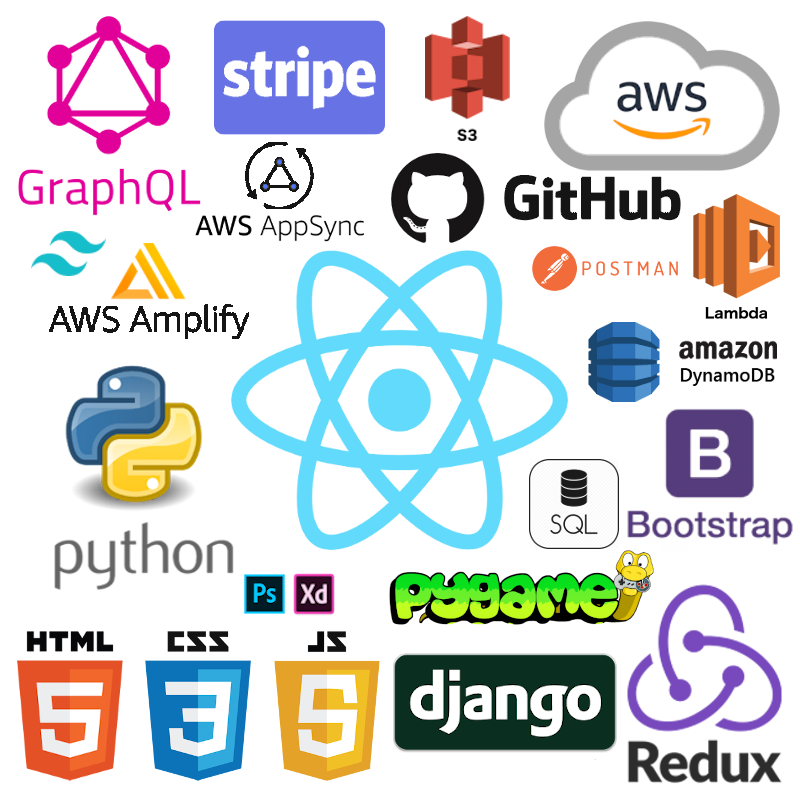 stripe
S3
aws
GraphQL
AWS AppSync
GitHub
POSTMAN
Lambda
AWS Amplify
amazon
DynamoDB
B
SQL
Bootstrap
python
Ps
Xd
pygame
HTML
5
CSS
3
JS
5
django
Redux